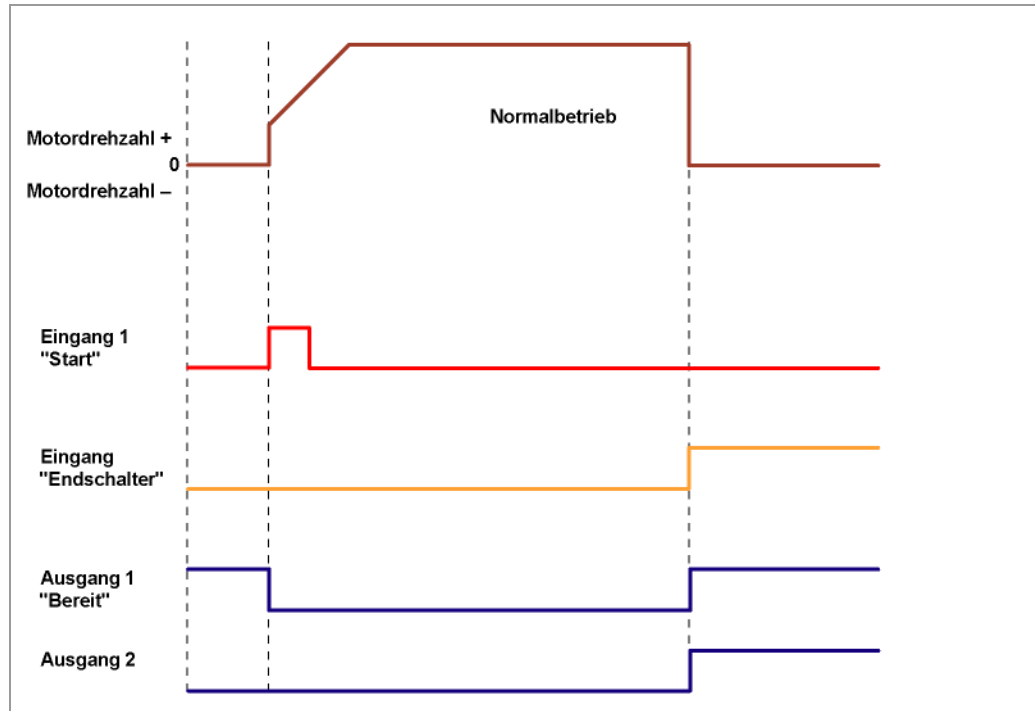 Normalbetrieb
Motordrehzahl +
0
Motordrehzahl –
Eingang 1
"Start"
Eingang
"Endschalter"
Ausgang 1
"Bereit"
Ausgang 2